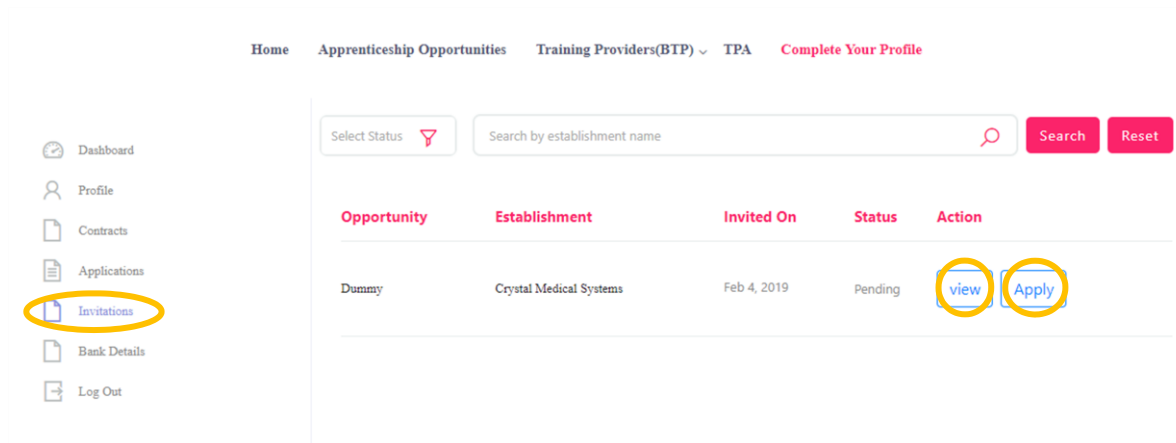 Home Apprenticeship Opportunities Training Providers(BTP) TPA Complete Your Profile
Dashboard
Profile
Contracts
Applications
Invitations
Bank Details
Log Out
Select Status Search by establishment name Search Reset
Opportunity Establishment Invited On Status Action
Dummy Crystal Medical Systems Feb 4, 2019 Pending view Apply